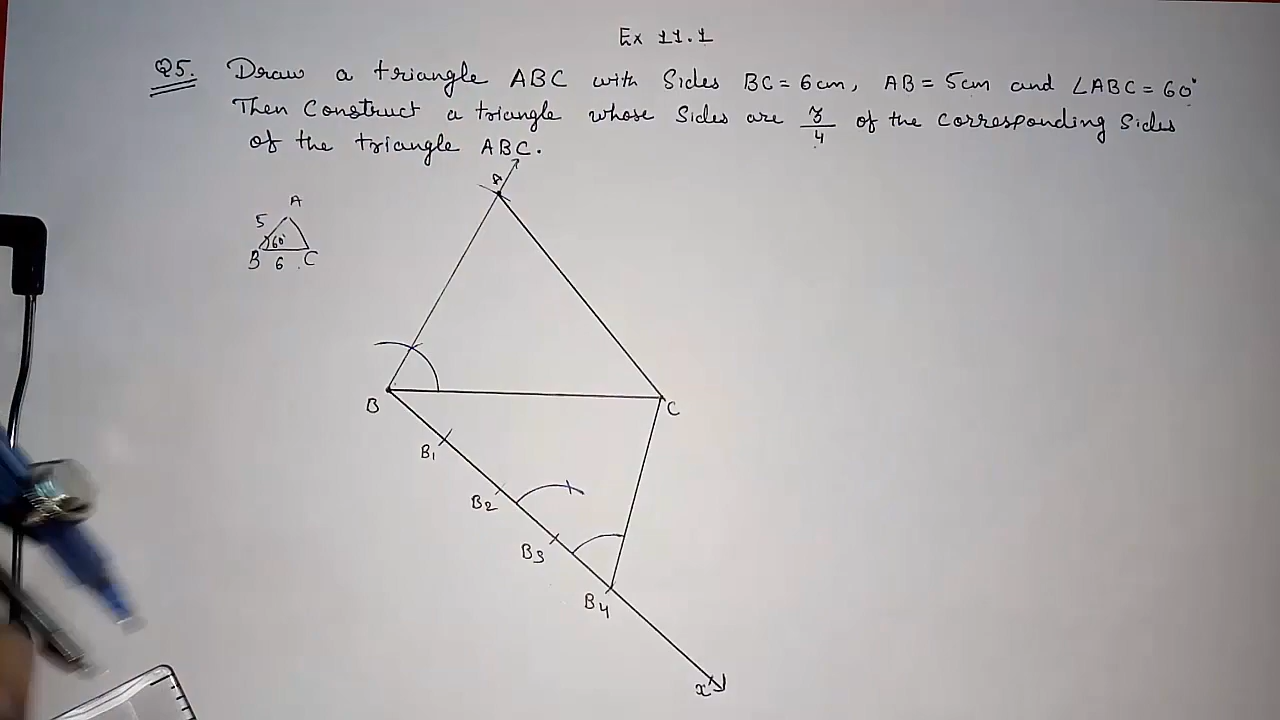 Ex 11.1
Q5. Draw a triangle ABC with Sides BC = 6cm, AB = 5cm and ∠ABC = 60°
Then Construct a triangle whose Sides are 3/4 of the corresponding Sides
of the triangle ABC.
A
A
5
60°
B 6 C
B
C
B1
B2
B3
B4
X